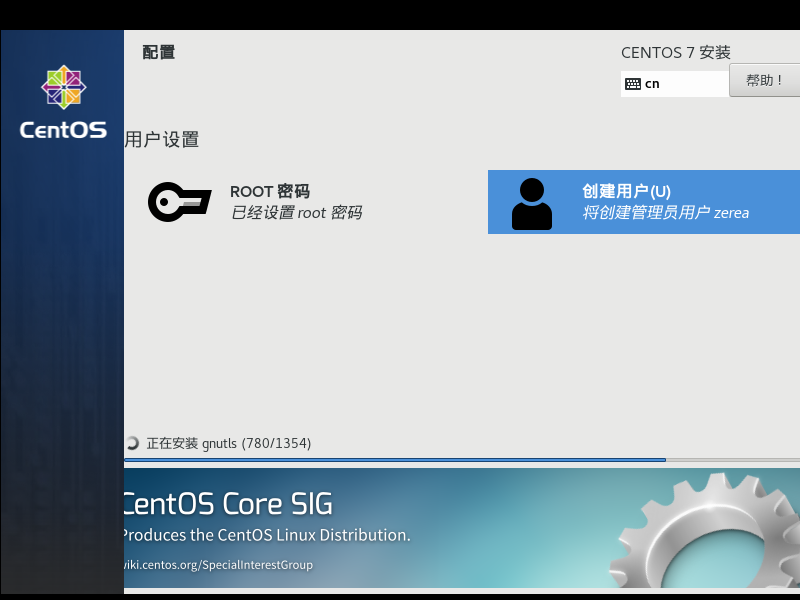 CentOS
配置
CENTOS 7 安装
cn
帮助！
用户设置
ROOT 密码
已经设置 root 密码
创建用户(U)
将创建管理员用户 zerea
正在安装 gnutls (780/1354)
CentOS Core SIG
Produces the CentOS Linux Distribution.
wiki.centos.org/SpecialInterestGroup